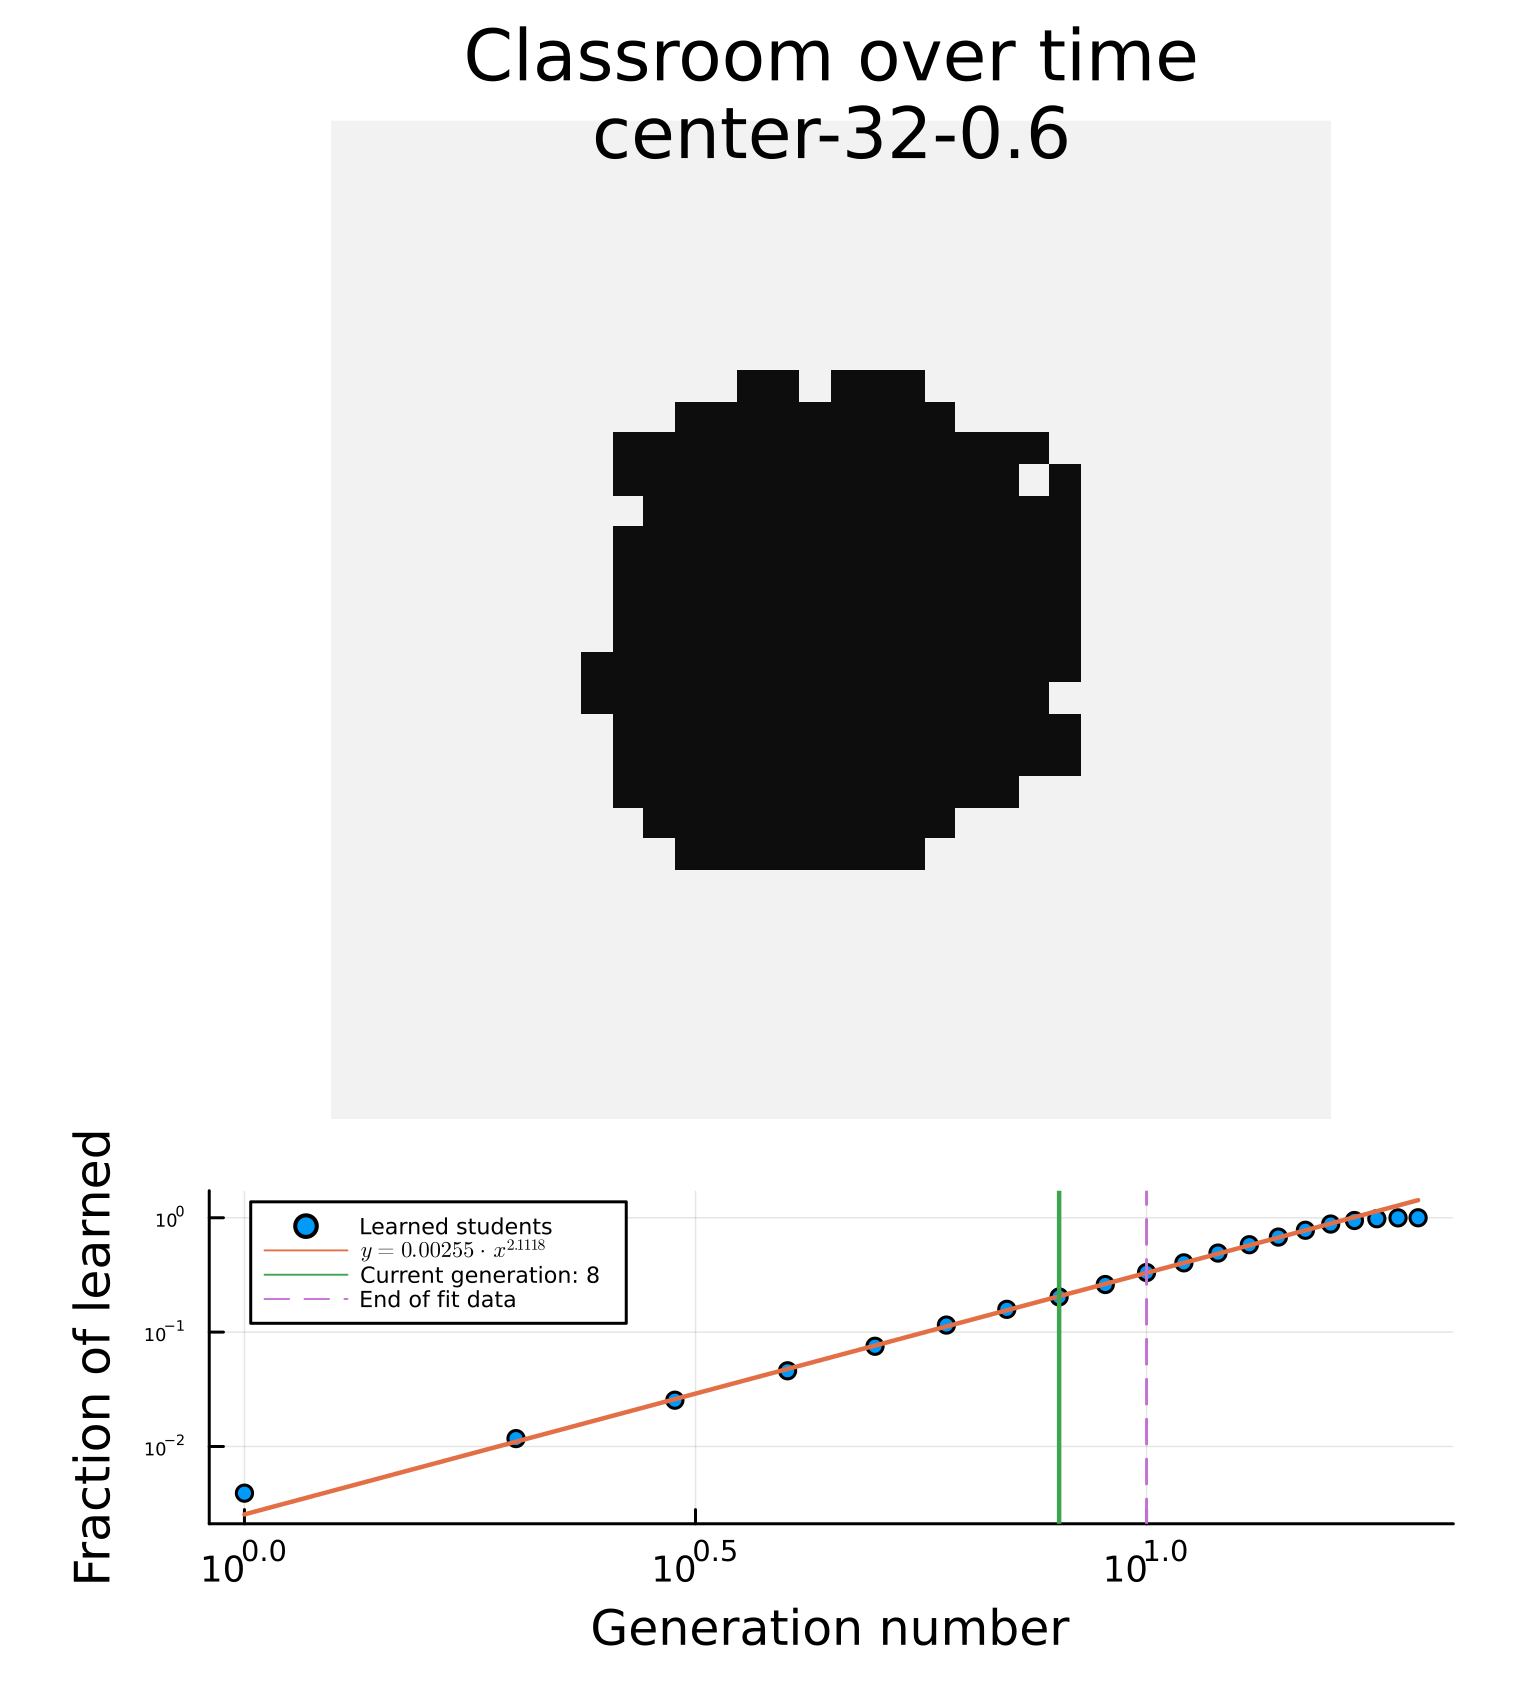 Classroom over time
center-32-0.6
Fraction of learned
10^0
10^-1
10^-2
Learned students
y = 0.00255 · x^2.1118
Current generation: 8
End of fit data
10^0.0 10^0.5 10^1.0
Generation number